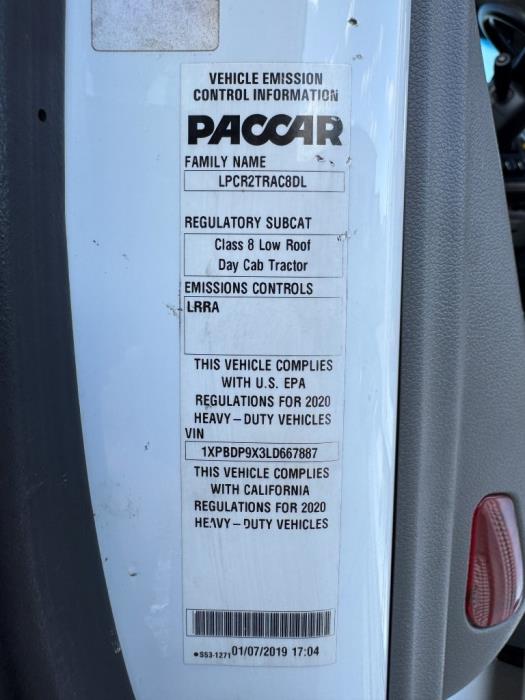 VEHICLE EMISSION
CONTROL INFORMATION
PACCAR
FAMILY NAME
LPCR2TRAC8DL
REGULATORY SUBCAT
Class 8 Low Roof
Day Cab Tractor
EMISSIONS CONTROLS
LRRA
THIS VEHICLE COMPLIES
WITH U.S. EPA
REGULATIONS FOR 2020
HEAVY-DUTY VEHICLES
VIN
1XPBDP9X3LD667887
THIS VEHICLE COMPLIES
WITH CALIFORNIA
REGULATIONS FOR 2020
HEAVY-DUTY VEHICLES
•S53-1271 01/07/2019 17:04